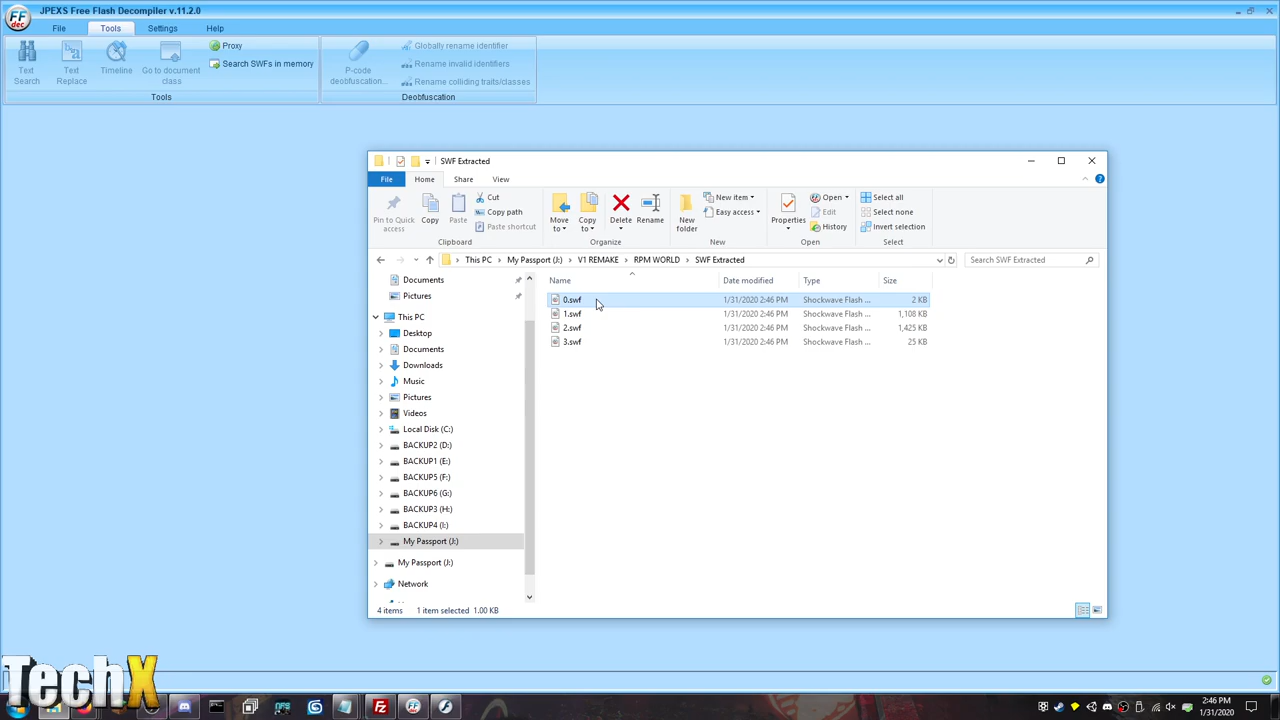 JPEXS Free Flash Decompiler v.11.2.0
FF dec
File Tools Settings Help
Text Search
Text Replace
Timeline
Go to document class
Proxy
Search SWFs in memory
Tools
P-code deobfuscation...
Globally rename identifier
Rename invalid identifiers
Rename colliding traits/classes
Deobfuscation
SWF Extracted
File Home Share View
Pin to Quick access
Copy
Paste
Cut
Copy path
Paste shortcut
Clipboard
Move to
Copy to
Delete
Rename
Organize
New folder
New item
Easy access
New
Properties
Open
Edit
History
Open
Select all
Select none
Invert selection
Select
This PC > My Passport (J:) > V1 REMAKE > RPM WORLD > SWF Extracted
Search SWF Extracted
Documents
Pictures
This PC
Desktop
Documents
Downloads
Music
Pictures
Videos
Local Disk (C:)
BACKUP2 (D:)
BACKUP1 (E:)
BACKUP5 (F:)
BACKUP6 (G:)
BACKUP3 (H:)
BACKUP4 (I:)
My Passport (J:)
My Passport (J:)
Network
Name Date modified Type Size
0.swf 1/31/2020 2:46 PM Shockwave Flash ... 2 KB
1.swf 1/31/2020 2:46 PM Shockwave Flash ... 1,108 KB
2.swf 1/31/2020 2:46 PM Shockwave Flash ... 1,425 KB
3.swf 1/31/2020 2:46 PM Shockwave Flash ... 25 KB
4 items 1 item selected 1.00 KB
TechX
2:46 PM
1/31/2020